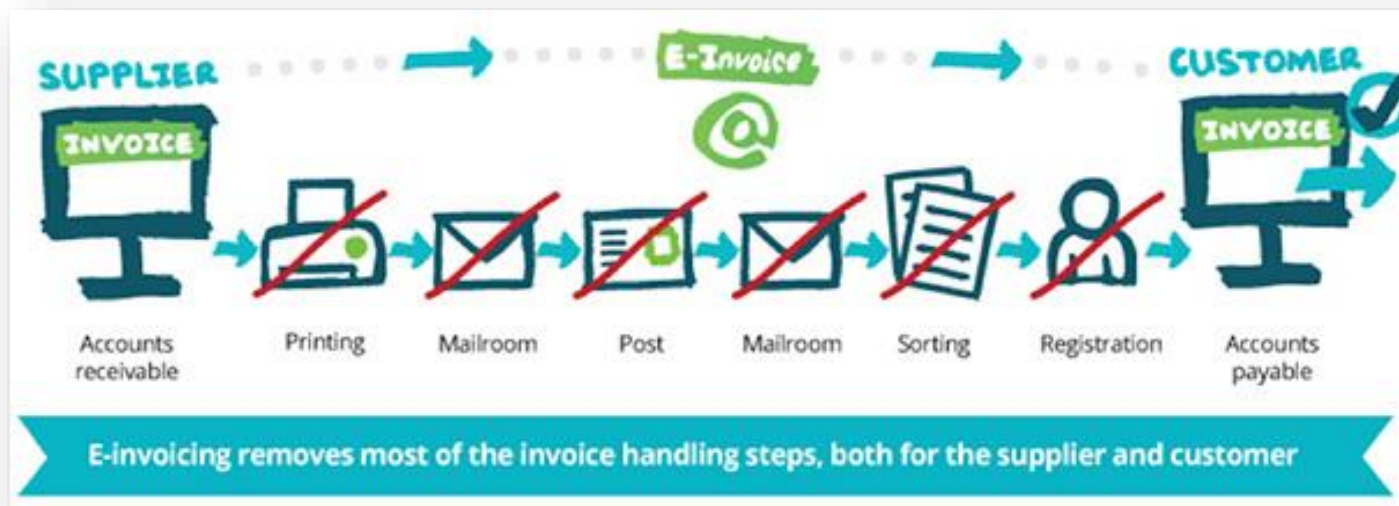 SUPPLIER
E-Invoice
CUSTOMER
INVOICE
INVOICE
Accounts
receivable
Printing
Mailroom
Post
Mailroom
Sorting
Registration
Accounts
payable
E-invoicing removes most of the invoice handling steps, both for the supplier and customer